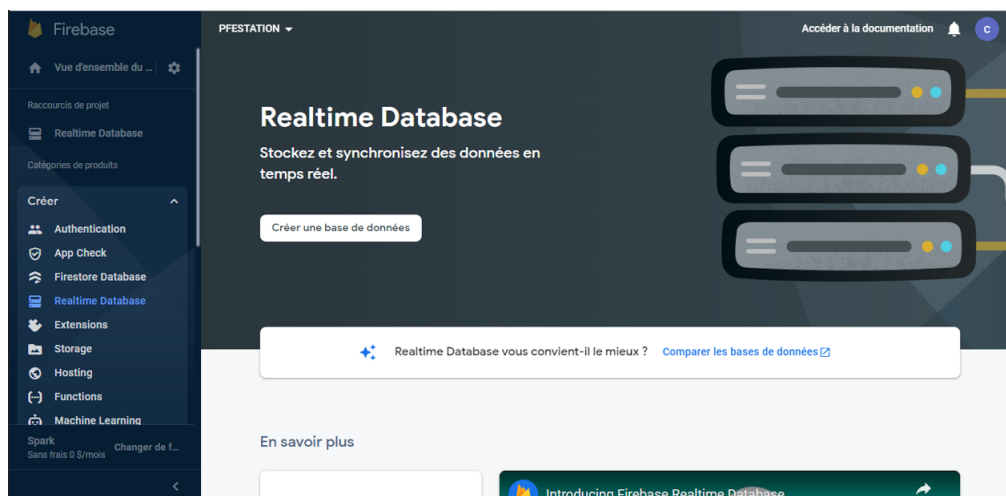 Firebase
PFESTATION
Accéder à la documentation
C
Vue d'ensemble du ...
Raccourcis de projet
Realtime Database
Catégories de produits
Créer
Authentication
App Check
Firestore Database
Realtime Database
Extensions
Storage
Hosting
Functions
Machine Learning
Spark
Sans frais 0 $/mois
Changer de f...
Realtime Database
Stockez et synchronisez des données en
temps réel.
Créer une base de données
Realtime Database vous convient-il le mieux ? Comparer les bases de données
En savoir plus
Introducing Firebase Realtime Database